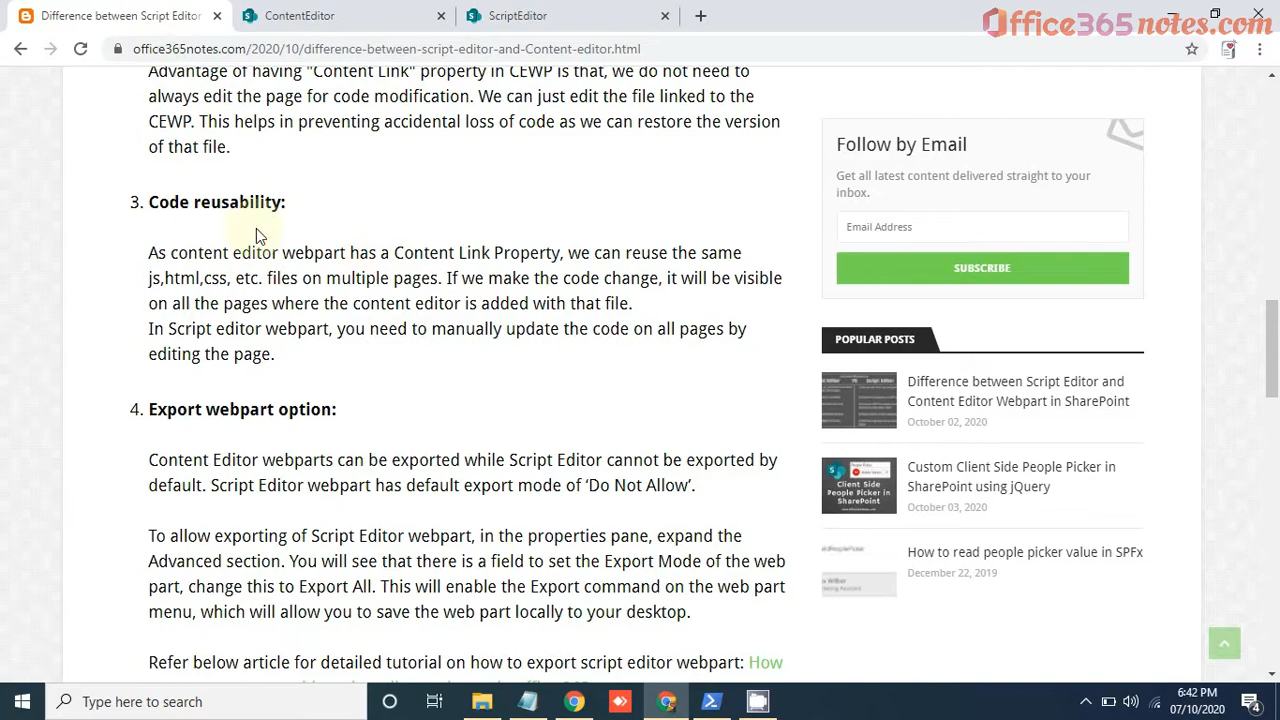 Difference between Script Editor
ContentEditor
ScriptEditor
Office365notes.com
office365notes.com/2020/10/difference-between-script-editor-and-Content-editor.html
Advantage of having "Content Link" property in CEWP is that, we do not need to
always edit the page for code modification. We can just edit the file linked to the
CEWP. This helps in preventing accidental loss of code as we can restore the version
of that file.
3. Code reusability:
As content editor webpart has a Content Link Property, we can reuse the same
js,html,css, etc. file on multiple pages. If we make the code change, it will be visible
on all the pages where the content editor is added with that file.
In Script editor webpart, you need to manually update the code on all pages by
editing the page.
4. Export webpart option:
Content Editor webparts can be exported while Script Editor cannot be exported by
default. Script Editor webpart has default export mode of ‘Do Not Allow’.
To allow exporting of Script Editor webpart, in the properties pane, expand the
Advanced section. You will see that there is a field to set the Export Mode of the web
part, change this to Export All. This will enable the Export command on the web part
menu, which will allow you to save the web part locally to your desktop.
Refer below article for detailed tutorial on how to export script editor webpart: How
Follow by Email
Get all latest content delivered straight to your
inbox.
Email Address
SUBSCRIBE
POPULAR POSTS
Difference between Script Editor and
Content Editor Webpart in SharePoint
October 02, 2020
Client Side
People Picker in
SharePoint
Custom Client Side People Picker in
SharePoint using jQuery
October 03, 2020
How to read people picker value in SPFx
December 22, 2019
Type here to search
6:42 PM
07/10/2020
4